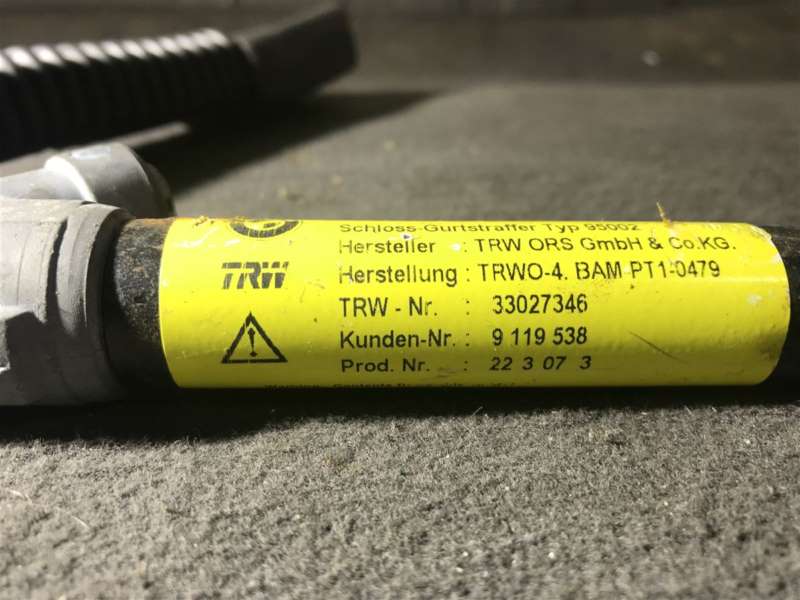 Schloss-Gurtstraffer Typ 95002
Hersteller : TRW ORS GmbH & Co.KG.
TRW
Herstellung : TRWO-4. BAM-PT1-0479
TRW - Nr. : 33027346
Kunden-Nr. : 9 119 538
Prod. Nr. : 22 3 07 3